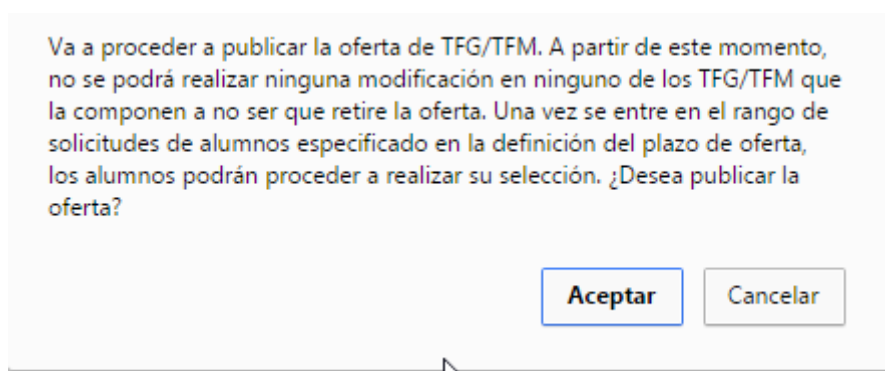 Va a proceder a publicar la oferta de TFG/TFM. A partir de este momento,
no se podrá realizar ninguna modificación en ninguno de los TFG/TFM que
la componen a no ser que retire la oferta. Una vez se entre en el rango de
solicitudes de alumnos especificado en la definición del plazo de oferta,
los alumnos podrán proceder a realizar su selección. ¿Desea publicar la
oferta?
Aceptar Cancelar